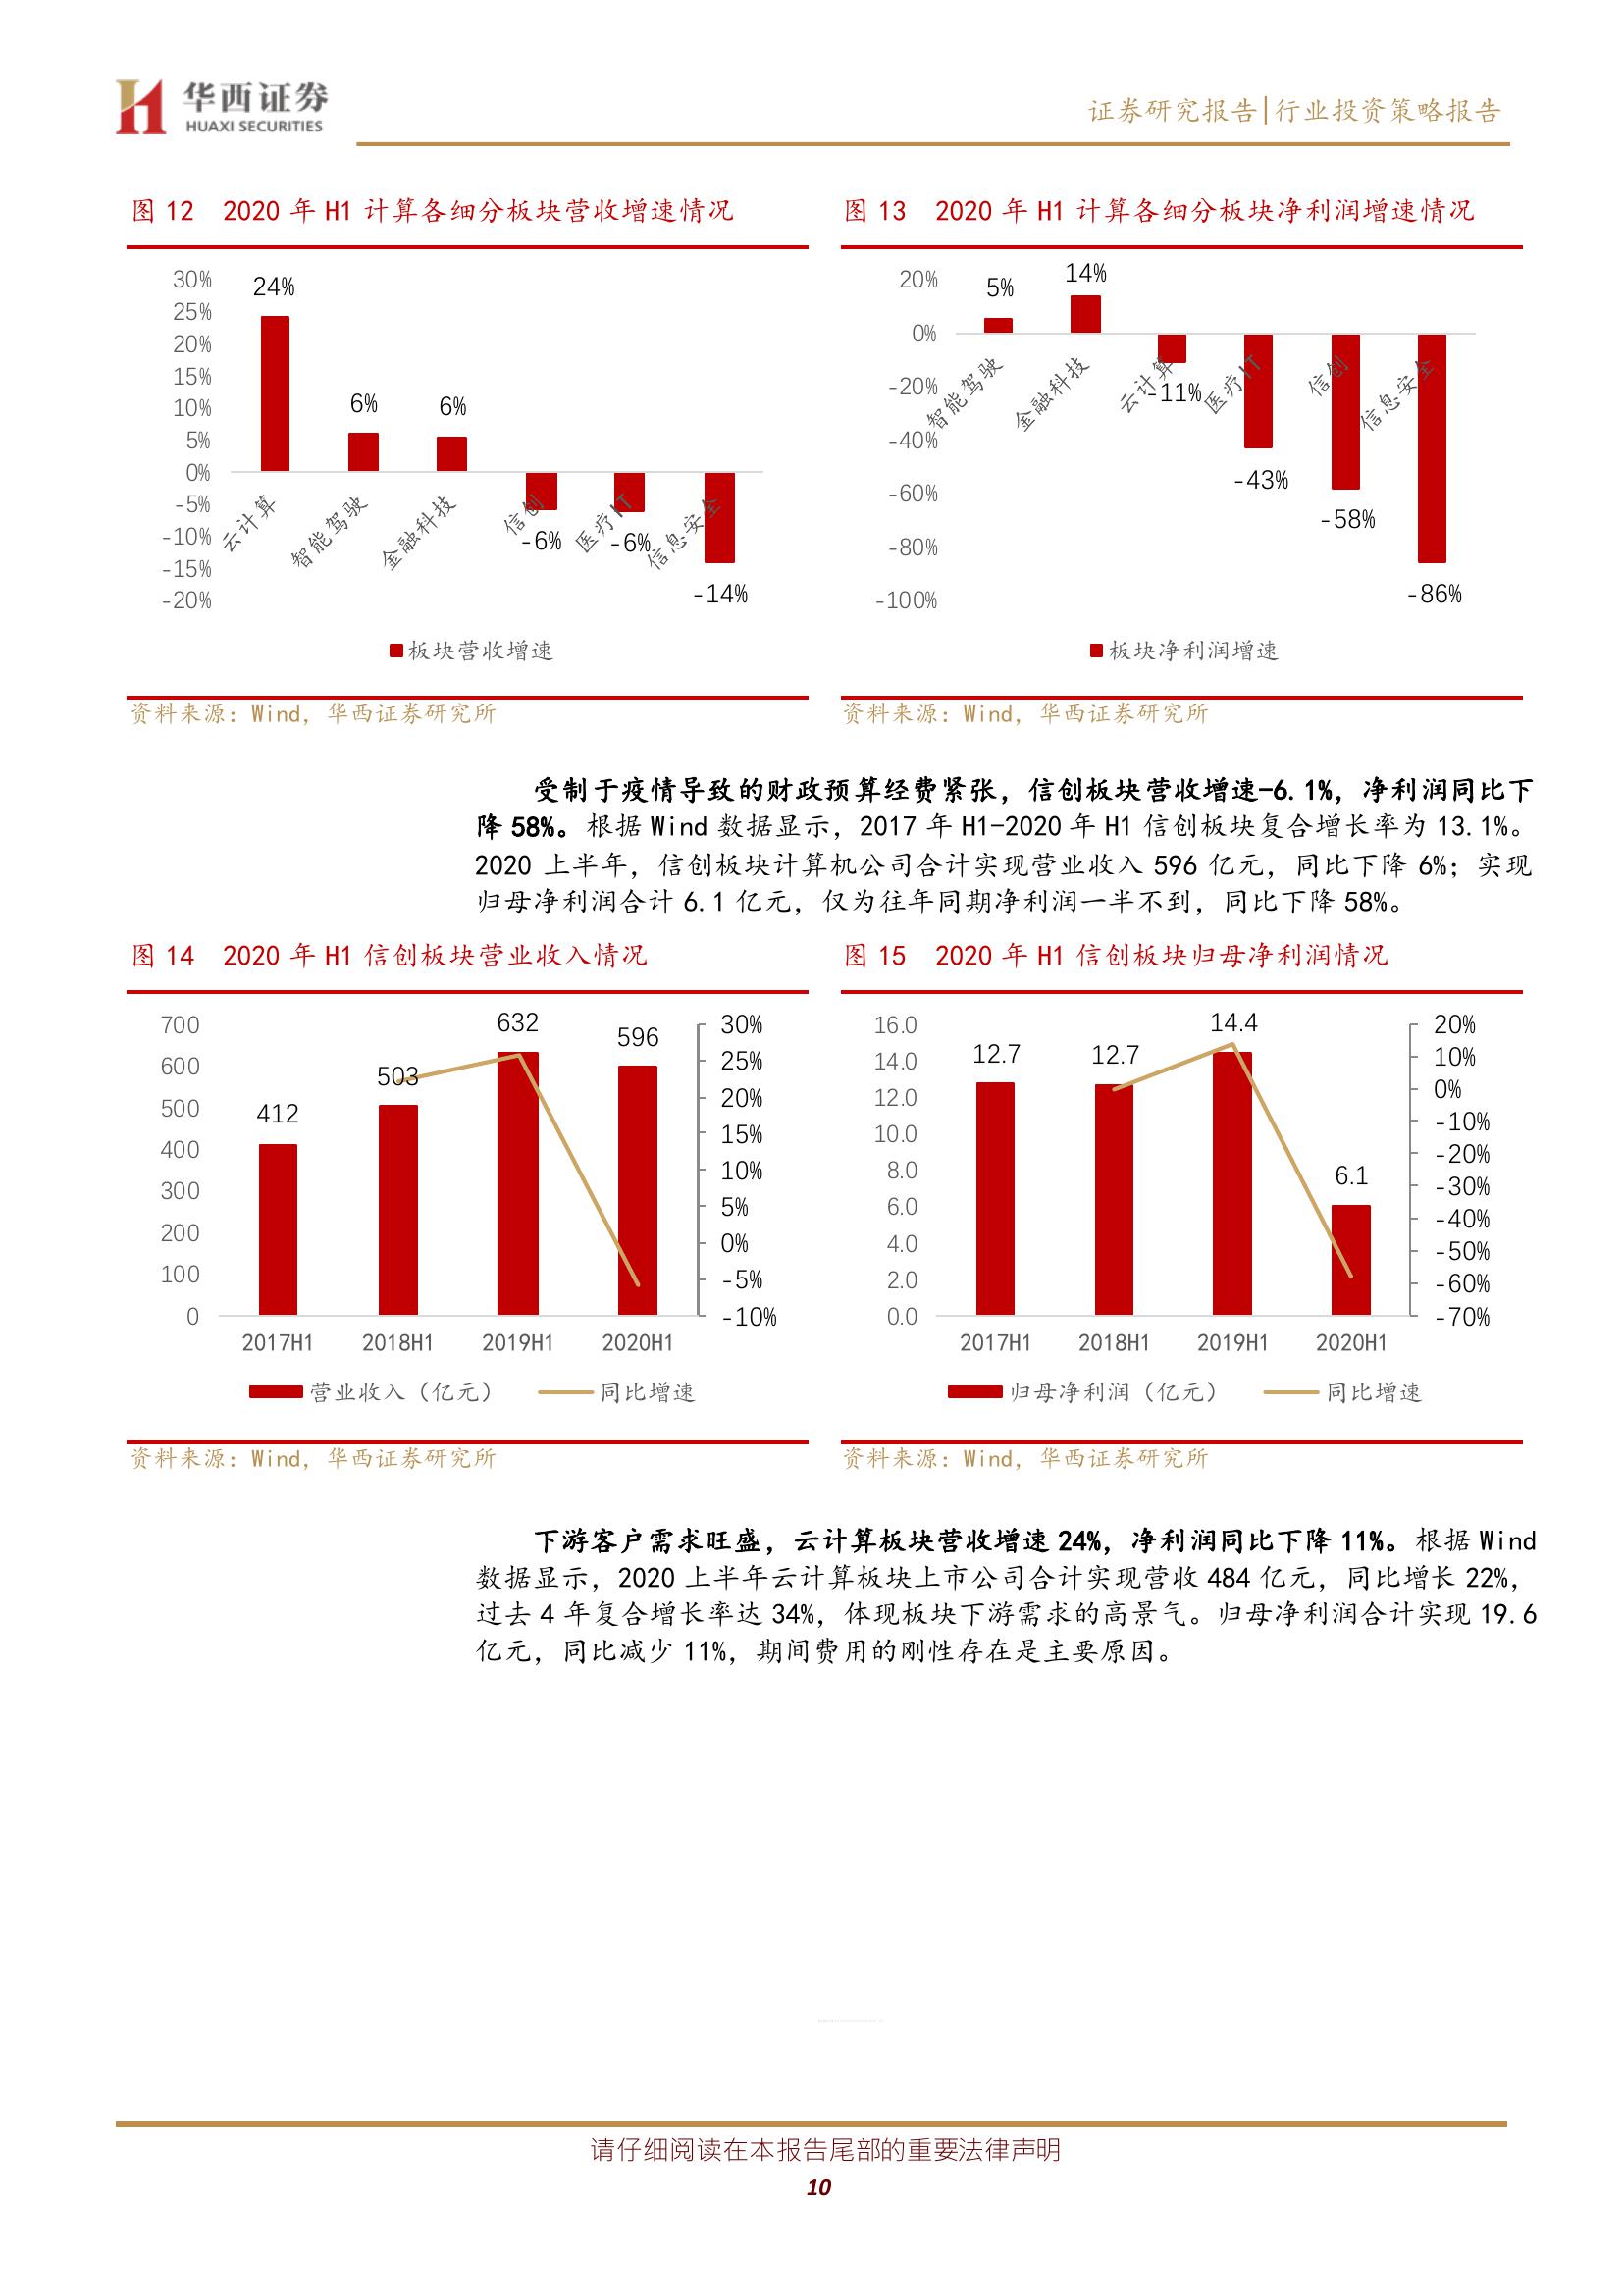 华西证券
HUAXI SECURITIES
证券研究报告|行业投资策略报告
图 12 2020 年 H1 计算各细分板块营收增速情况
30%
25%
20%
15%
10%
5%
0%
-5%
-10%
-15%
-20%
24%
6%
6%
-6%
-6%
-14%
云计算
智能驾驶
金融科技
信创
医疗IT
信息安全
板块营收增速
资料来源：Wind，华西证券研究所
图 13 2020 年 H1 计算各细分板块净利润增速情况
20%
0%
-20%
-40%
-60%
-80%
-100%
5%
14%
-11%
-43%
-58%
-86%
智能驾驶
金融科技
云计算
医疗IT
信创
信息安全
板块净利润增速
资料来源：Wind，华西证券研究所
受制于疫情导致的财政预算经费紧张，信创板块营收增速-6.1%，净利润同比下
降 58%。根据 Wind 数据显示，2017 年 H1-2020 年 H1 信创板块复合增长率为 13.1%。
2020 上半年，信创板块计算机公司合计实现营业收入 596 亿元，同比下降 6%；实现
归母净利润合计 6.1 亿元，仅为往年同期净利润一半不到，同比下降 58%。
图 14 2020 年 H1 信创板块营业收入情况
700
600
500
400
300
200
100
0
412
503
632
596
30%
25%
20%
15%
10%
5%
0%
-5%
-10%
2017H1 2018H1 2019H1 2020H1
营业收入（亿元） 同比增速
资料来源：Wind，华西证券研究所
图 15 2020 年 H1 信创板块归母净利润情况
16.0
14.0
12.0
10.0
8.0
6.0
4.0
2.0
0.0
12.7
12.7
14.4
6.1
20%
10%
0%
-10%
-20%
-30%
-40%
-50%
-60%
-70%
2017H1 2018H1 2019H1 2020H1
归母净利润（亿元） 同比增速
资料来源：Wind，华西证券研究所
下游客户需求旺盛，云计算板块营收增速 24%，净利润同比下降 11%。根据 Wind
数据显示，2020 上半年云计算板块上市公司合计实现营收 484 亿元，同比增长 22%，
过去 4 年复合增长率达 34%，体现板块下游需求的高景气。归母净利润合计实现 19.6
亿元，同比减少 11%，期间费用的刚性存在是主要原因。
请仔细阅读在本报告尾部的重要法律声明
10